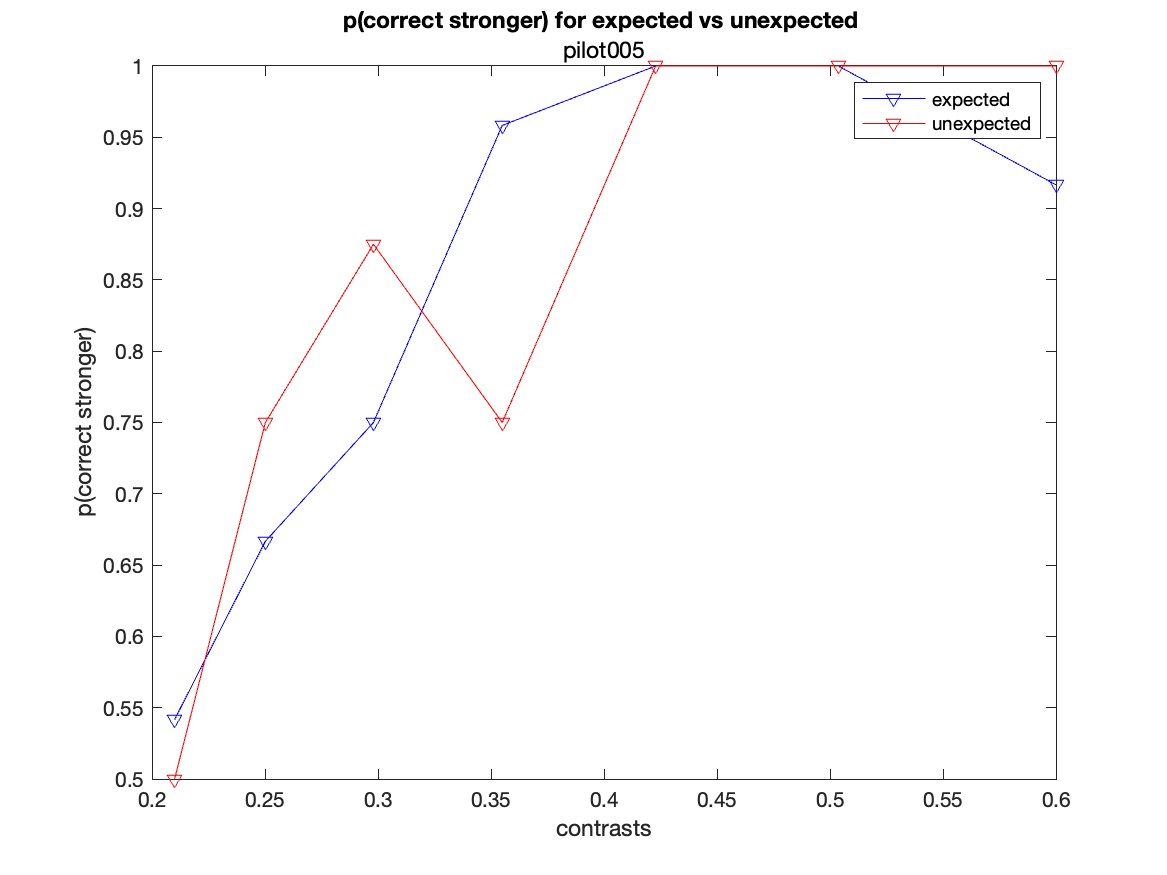 p(correct stronger) for expected vs unexpected
pilot005
1
0.95
0.9
0.85
0.8
0.75
0.7
0.65
0.6
0.55
0.5
p(correct stronger)
expected
unexpected
0.2 0.25 0.3 0.35 0.4 0.45 0.5 0.55 0.6
contrasts